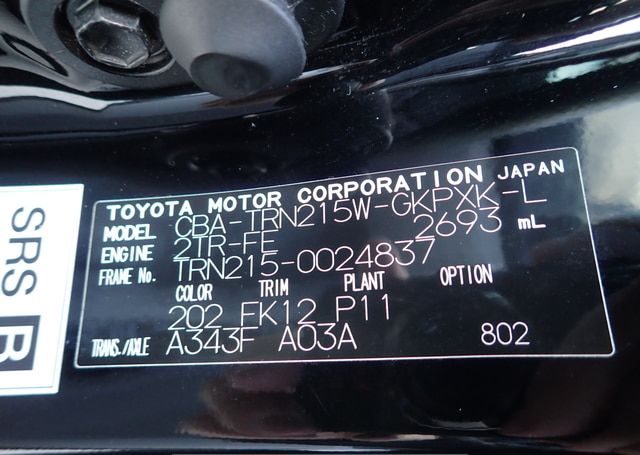 TOYOTA MOTOR CORPORATION JAPAN
MODEL CBA-TRN215W-GKPXK-L
ENGINE 2TR-FE 2693 mL
FRAME No. TRN215-0024837
COLOR TRIM PLANT OPTION
202 FK12 P11
TRANS./AXLE A343F A03A 802
SRS B